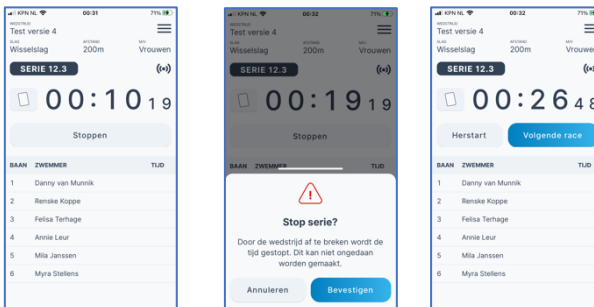 KPN NL 00:31 71%
WEDSTRIJD
Test versie 4
SLAG AFSTAND M/V
Wisselslag 200m Vrouwen
SERIE 12.3
00:10 19
Stoppen
BAAN ZWEMMER TIJD
1 Danny van Munnik
2 Renske Koppe
3 Felisa Terhage
4 Annie Leur
5 Mila Janssen
6 Myra Stellens
KPN NL 00:32 71%
WEDSTRIJD
Test versie 4
SLAG AFSTAND M/V
Wisselslag 200m Vrouwen
SERIE 12.3
00:19 19
Stoppen
BAAN ZWEMMER TIJD
Stop serie?
Door de wedstrijd af te breken wordt de
tijd gestopt. Dit kan niet ongedaan
worden gemaakt.
Annuleren Bevestigen
KPN NL 00:32 71%
WEDSTRIJD
Test versie 4
SLAG AFSTAND M/V
Wisselslag 200m Vrouwen
SERIE 12.3
00:26 48
Herstart Volgende race
BAAN ZWEMMER TIJD
1 Danny van Munnik
2 Renske Koppe
3 Felisa Terhage
4 Annie Leur
5 Mila Janssen
6 Myra Stellens